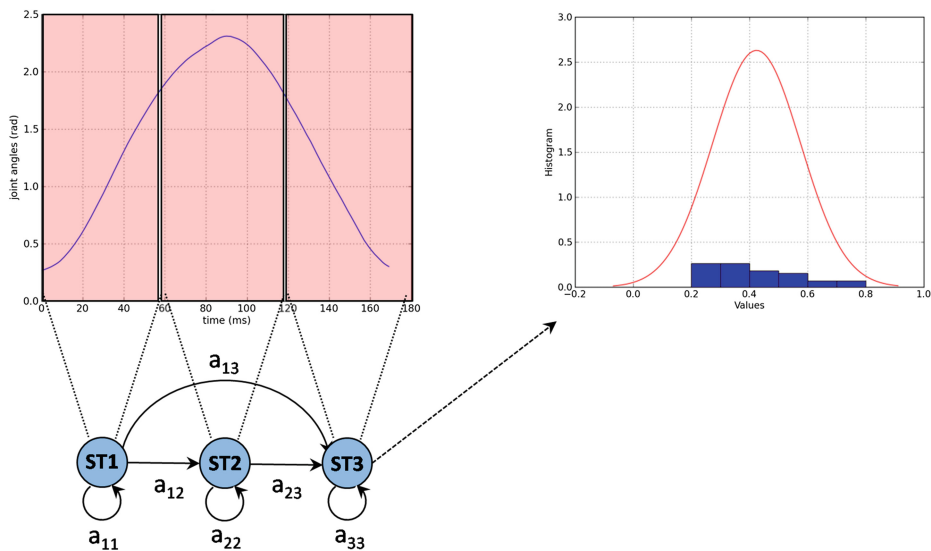 2.5
2.0
1.5
1.0
0.5
0.0
joint angles (rad)
0 20 40 60 80 100 120 140 160 180
time (ms)
3.0
2.5
2.0
1.5
1.0
0.5
0.0
Histogram
−0.2 0.0 0.2 0.4 0.6 0.8 1.0
Values
a13
ST1 ST2 ST3
a12 a23
a11 a22 a33